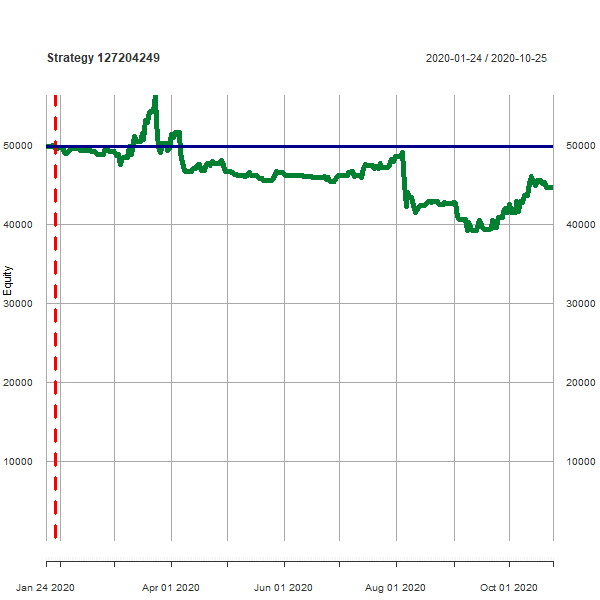 Strategy 127204249
2020-01-24 / 2020-10-25
50000
50000
40000
40000
Equity
30000
30000
20000
20000
10000
10000
Jan 24 2020
Apr 01 2020
Jun 01 2020
Aug 01 2020
Oct 01 2020